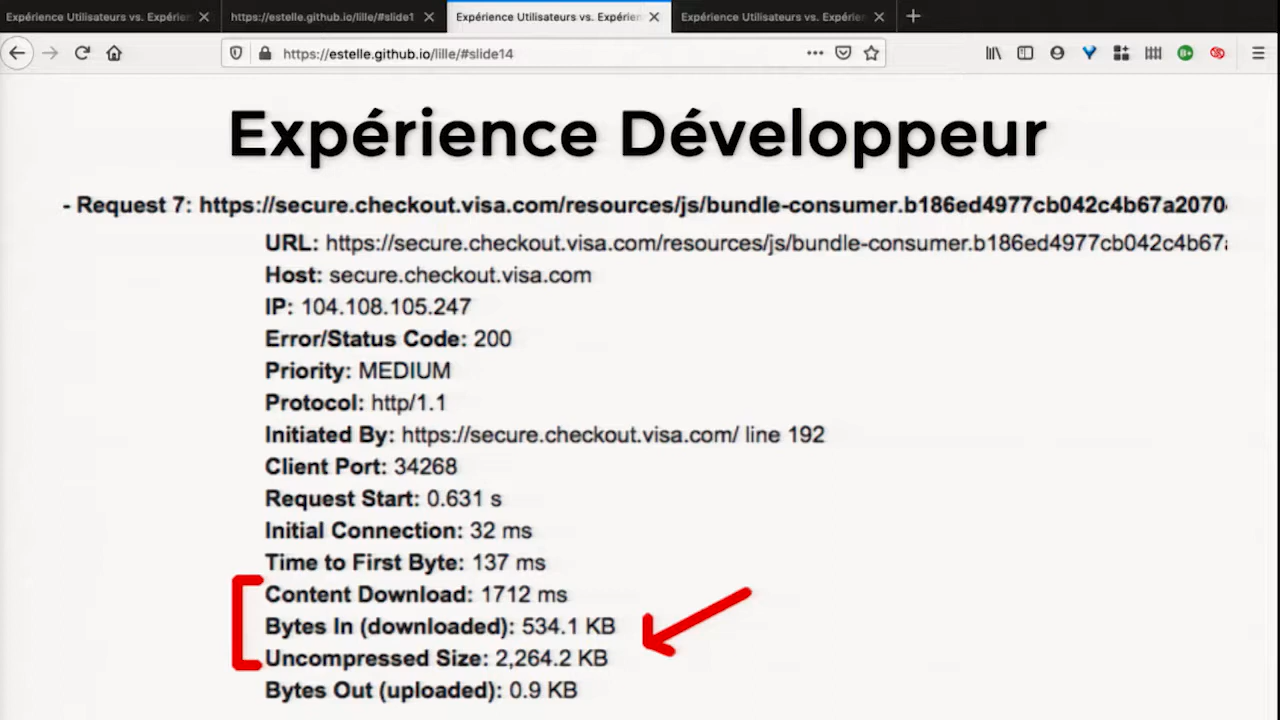 Expérience Utilisateurs vs. Expérien
https://estelle.github.io/lille/#slide1
Expérience Utilisateurs vs. Expérien
Expérience Utilisateurs vs. Expérien
https://estelle.github.io/lille/#slide14
Expérience Développeur
- Request 7: https://secure.checkout.visa.com/resources/js/bundle-consumer.b186ed4977cb042c4b67a2070
URL: https://secure.checkout.visa.com/resources/js/bundle-consumer.b186ed4977cb042c4b67
Host: secure.checkout.visa.com
IP: 104.108.105.247
Error/Status Code: 200
Priority: MEDIUM
Protocol: http/1.1
Initiated By: https://secure.checkout.visa.com/ line 192
Client Port: 34268
Request Start: 0.631 s
Initial Connection: 32 ms
Time to First Byte: 137 ms
Content Download: 1712 ms
Bytes In (downloaded): 534.1 KB
Uncompressed Size: 2,264.2 KB
Bytes Out (uploaded): 0.9 KB